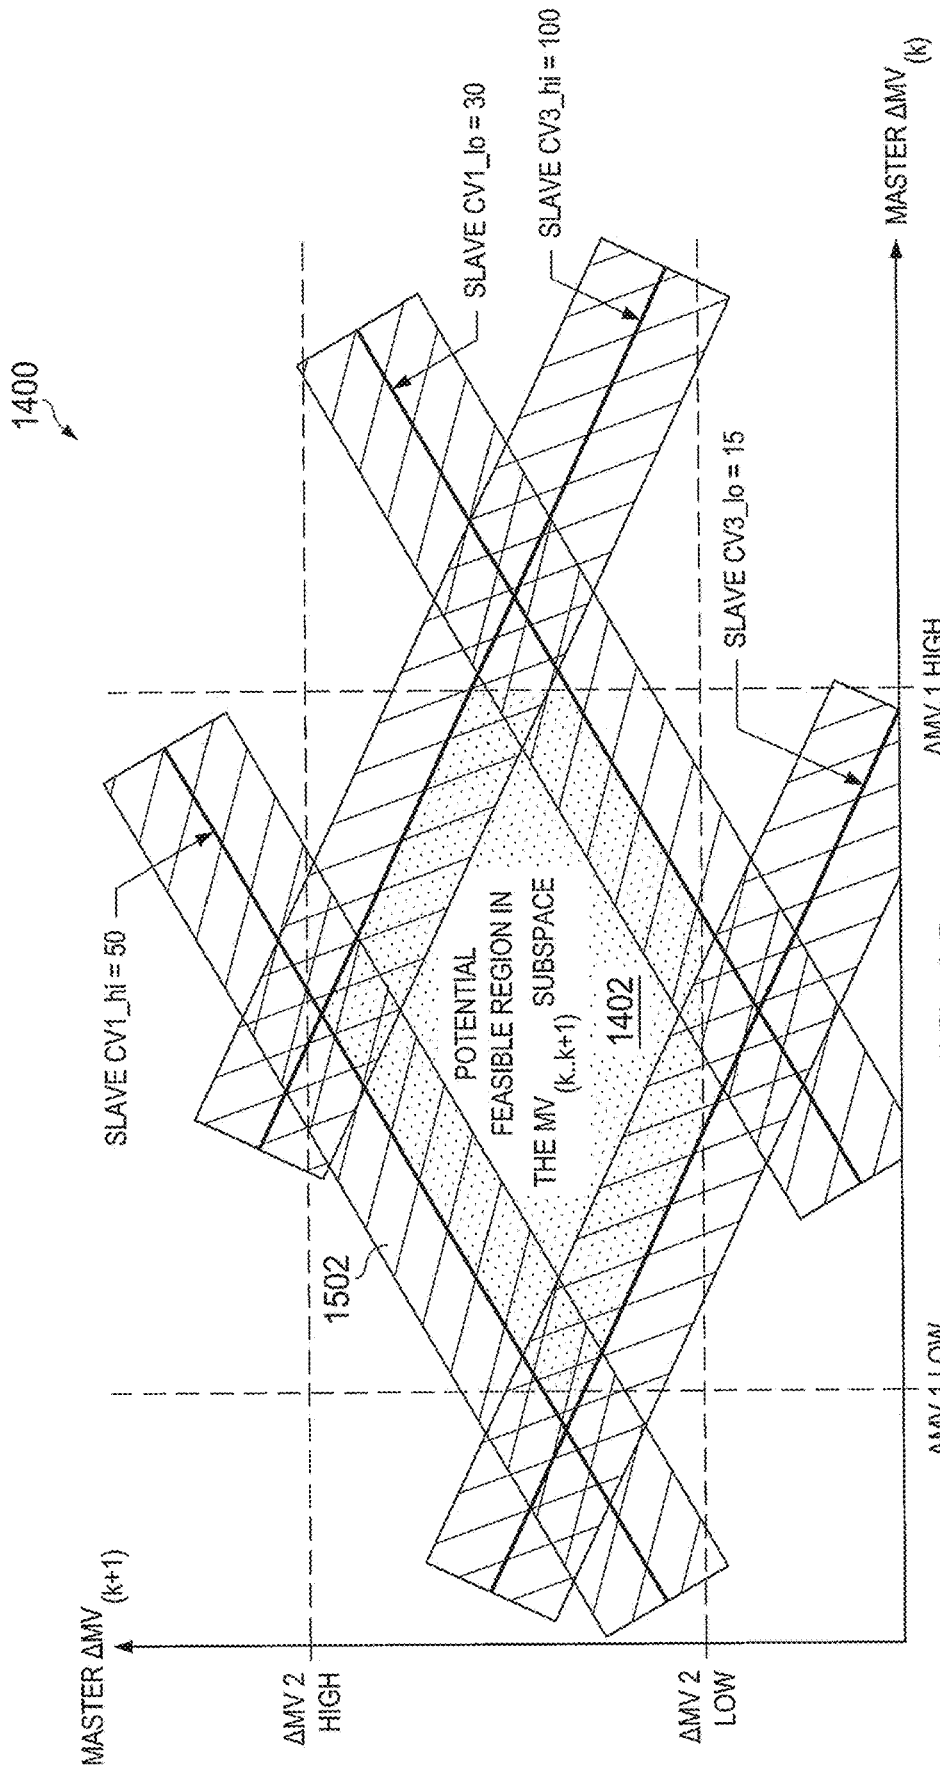 1400
MASTER ΔMV(k+1)
ΔMV 2
HIGH
ΔMV 2
LOW
SLAVE CV1_hi = 50
SLAVE CV1_lo = 30
SLAVE CV3_hi = 100
SLAVE CV3_lo = 15
1502
POTENTIAL
FEASIBLE REGION IN
THE MV(k..k+1) SUBSPACE
1402
ΔMV 1 LOW
ΔMV 1 HIGH
MASTER ΔMV(k)